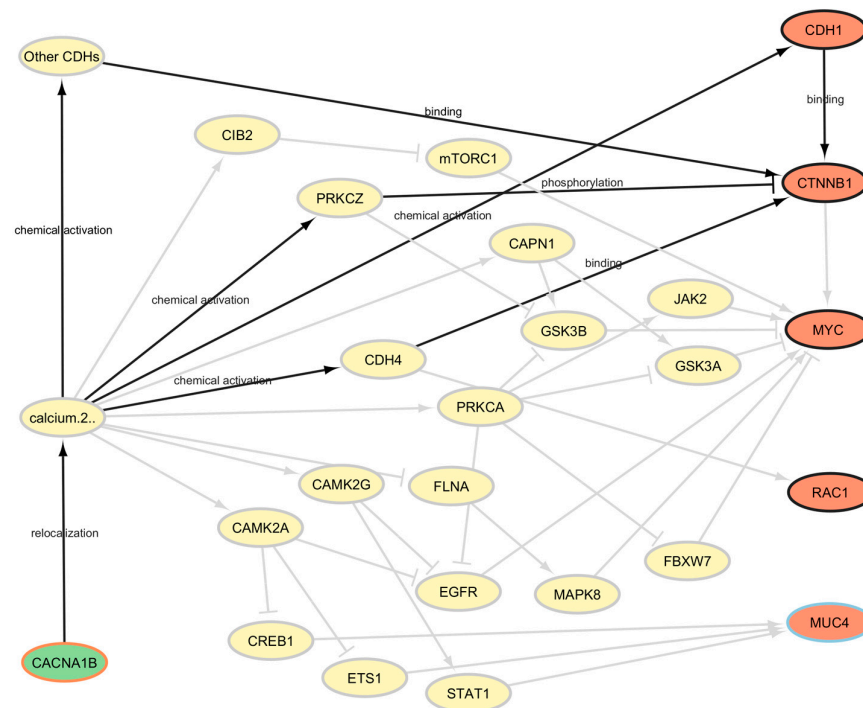 CDH1
Other CDHs
binding
binding
CIB2
mTORC1
CTNNB1
phosphorylation
PRKCZ
chemical activation
chemical activation
CAPN1
binding
chemical activation
JAK2
GSK3B
MYC
CDH4
GSK3A
chemical activation
PRKCA
calcium.2..
CAMK2G
FLNA
RAC1
CAMK2A
relocalization
FBXW7
EGFR
MAPK8
MUC4
CREB1
CACNA1B
ETS1
STAT1